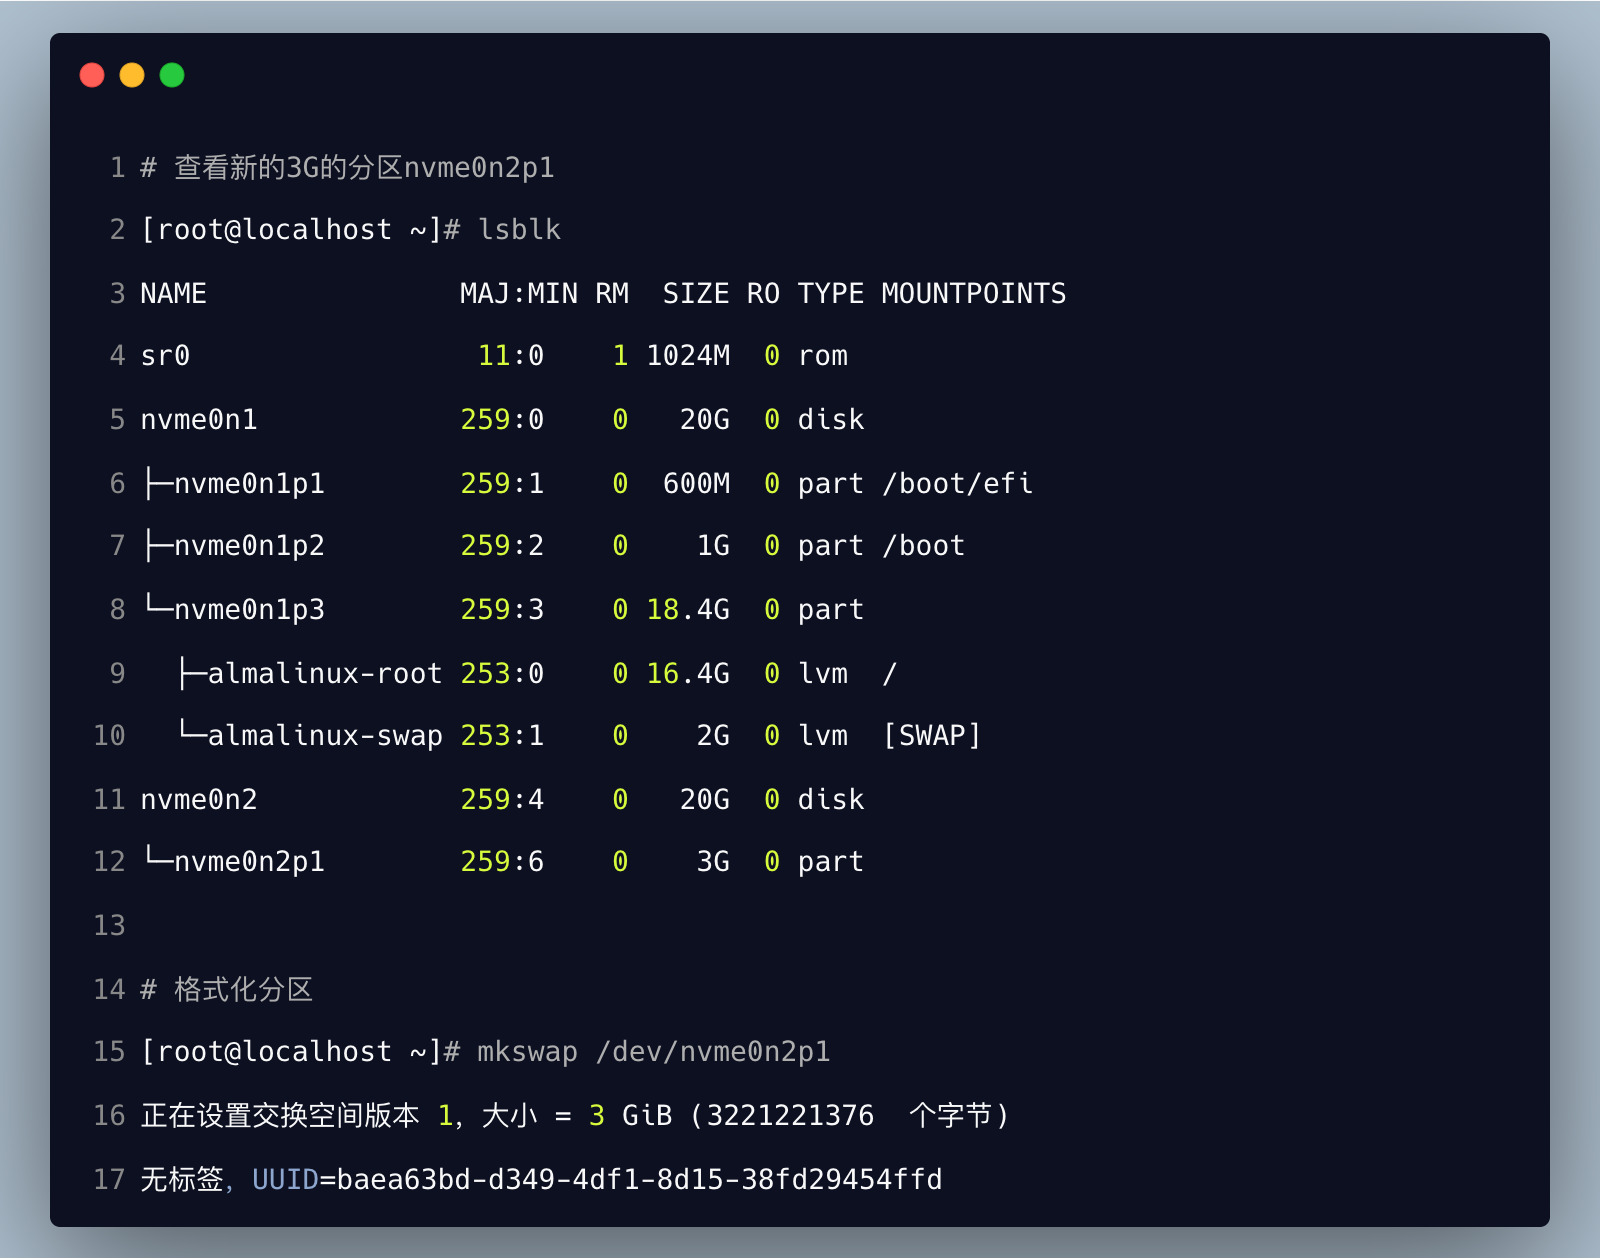 1 # 查看新的3G的分区nvme0n2p1
2 [root@localhost ~]# lsblk
3 NAME               MAJ:MIN RM  SIZE RO TYPE MOUNTPOINTS
4 sr0                 11:0    1 1024M  0 rom
5 nvme0n1            259:0    0   20G  0 disk
6 ├─nvme0n1p1        259:1    0  600M  0 part /boot/efi
7 ├─nvme0n1p2        259:2    0    1G  0 part /boot
8 └─nvme0n1p3        259:3    0 18.4G  0 part
9   ├─almalinux-root 253:0    0 16.4G  0 lvm  /
10   └─almalinux-swap 253:1    0    2G  0 lvm  [SWAP]
11 nvme0n2            259:4    0   20G  0 disk
12 └─nvme0n2p1        259:6    0    3G  0 part
13
14 # 格式化分区
15 [root@localhost ~]# mkswap /dev/nvme0n2p1
16 正在设置交换空间版本 1，大小 = 3 GiB (3221221376  个字节)
17 无标签，UUID=baea63bd-d349-4df1-8d15-38fd29454ffd